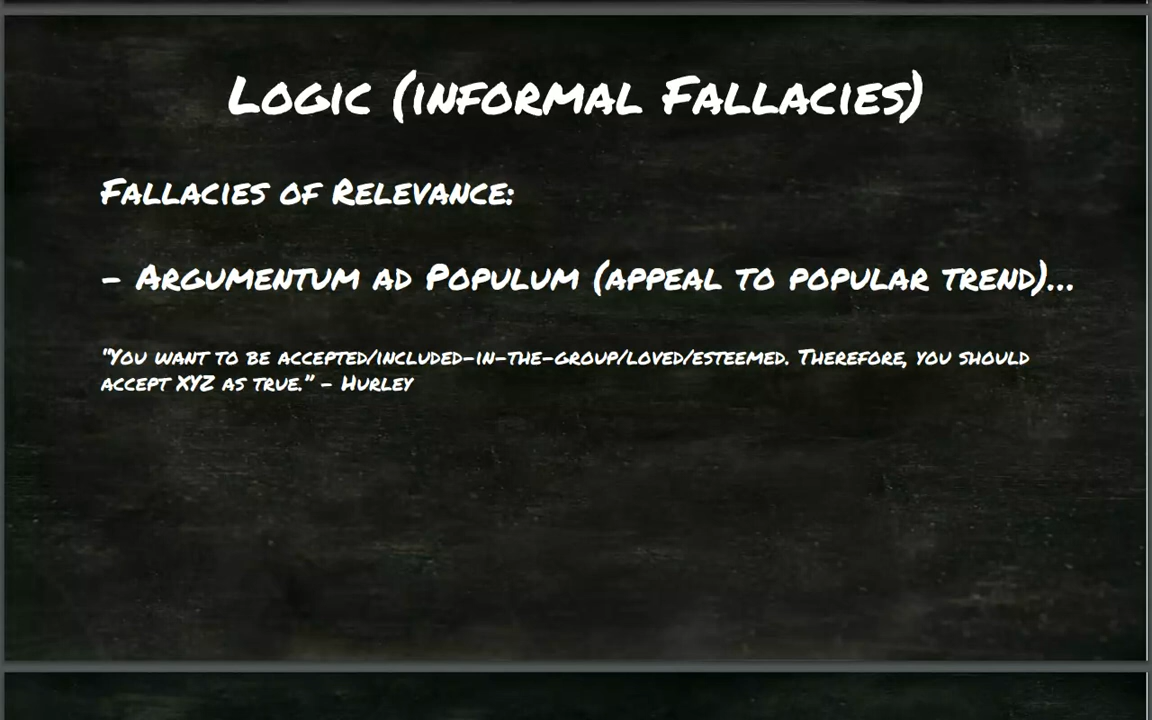 Logic (informal Fallacies)
Fallacies of Relevance:
- Argumentum ad Populum (appeal to popular trend)...
"You want to be accepted/included-in-the-group/loved/esteemed. Therefore, you should
accept XYZ as true." - Hurley